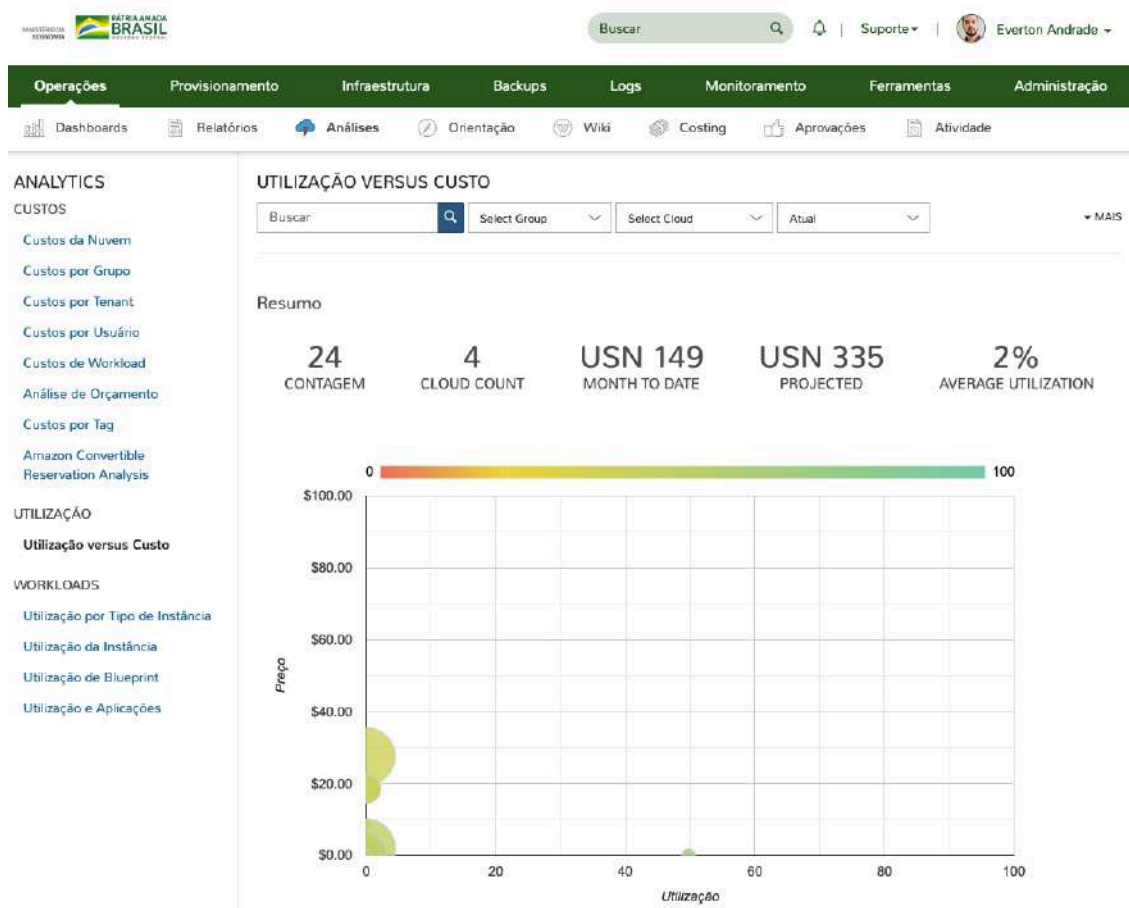 MINISTÉRIO DA
ECONOMIA
PÁTRIA AMADA
BRASIL
GOVERNO FEDERAL
Buscar
Suporte
Everton Andrade
Operações Provisionamento Infraestrutura Backups Logs Monitoramento Ferramentas Administração
Dashboards Relatórios Análises Orientação Wiki Costing Aprovações Atividade
ANALYTICS
CUSTOS
Custos da Nuvem
Custos por Grupo
Custos por Tenant
Custos por Usuário
Custos de Workload
Análise de Orçamento
Custos por Tag
Amazon Convertible
Reservation Analysis
UTILIZAÇÃO
Utilização versus Custo
WORKLOADS
Utilização por Tipo de Instância
Utilização da Instância
Utilização de Blueprint
Utilização e Aplicações
UTILIZAÇÃO VERSUS CUSTO
Buscar Select Group Select Cloud Atual MAIS
Resumo
24 4 USN 149 USN 335 2%
CONTAGEM CLOUD COUNT MONTH TO DATE PROJECTED AVERAGE UTILIZATION
0 100
$100.00
$80.00
$60.00
Preço
$40.00
$20.00
$0.00
0 20 40 60 80 100
Utilização